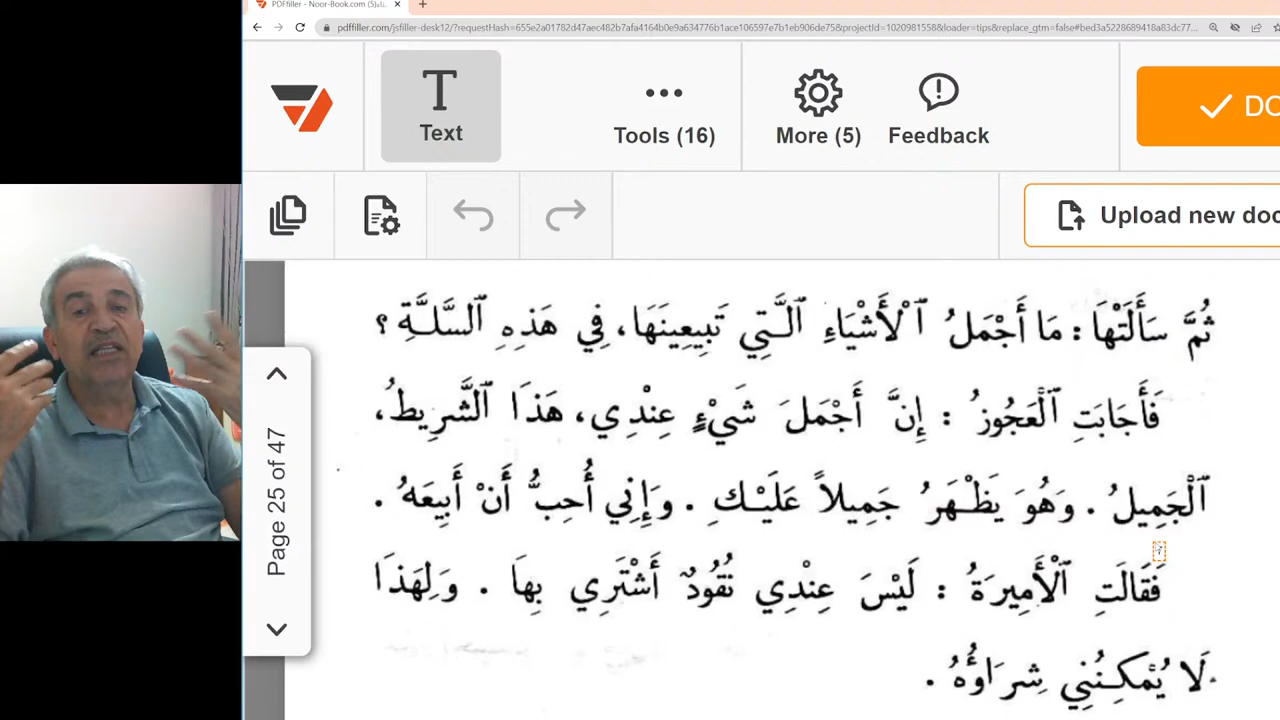 PDFfiller - Noor-Book.com (5)
pdffiller.com/jsfiller-desk12/?requestHash=655e2a01782d47aec482b7afa4164b0e9a634776b1ace106597e7b1eb906de75&projectId=1020981558&loader=tips&replace_gtm=false#bed3a5228689418a83dc77...
Text
Tools (16)
More (5)
Feedback
DO
Upload new doc
Page 25 of 47
ثُمَّ سَأَلَتْهَا : مَا أَجْمَلُ ٱلْأَشْيَاءِ ٱلَّتِي تَبِيعِينَهَا، فِي هَذِهِ ٱلسَّلَّةِ ؟
فَأَجَابَتِ ٱلْعَجُوزُ : إِنَّ أَجْمَلَ شَيْءٍ عِنْدِي، هَذَا ٱلشَّرِيطُ،
ٱلْجَمِيلُ . وَهُوَ يَظْهَرُ جَمِيلاً عَلَيْكِ . وَإِنِي أُحِبُّ أَنْ أَبِيعَهُ .
فَقَالَتِ ٱلْأَمِيرَةُ : لَيْسَ عِنْدِي نُقُودٌ أَشْتَرِي بِهَا . وَلِهَذَا
لَا يُمْكِنُنِي شِرَاؤُهُ .